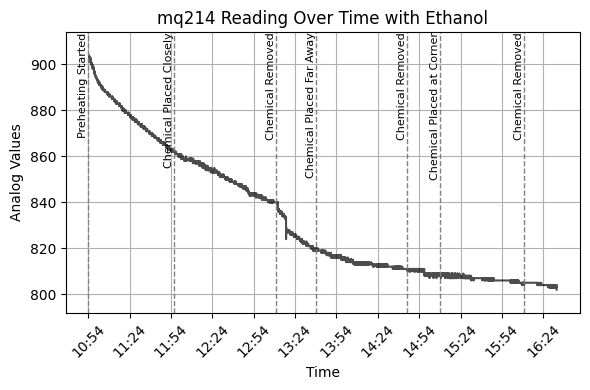 mq214 Reading Over Time with Ethanol
Analog Values
900
880
860
840
820
800
Preheating Started
Chemical Placed Closely
Chemical Removed
Chemical Placed Far Away
Chemical Removed
Chemical Placed at Corner
Chemical Removed
10:54
11:24
11:54
12:24
12:54
13:24
13:54
14:24
14:54
15:24
15:54
16:24
Time